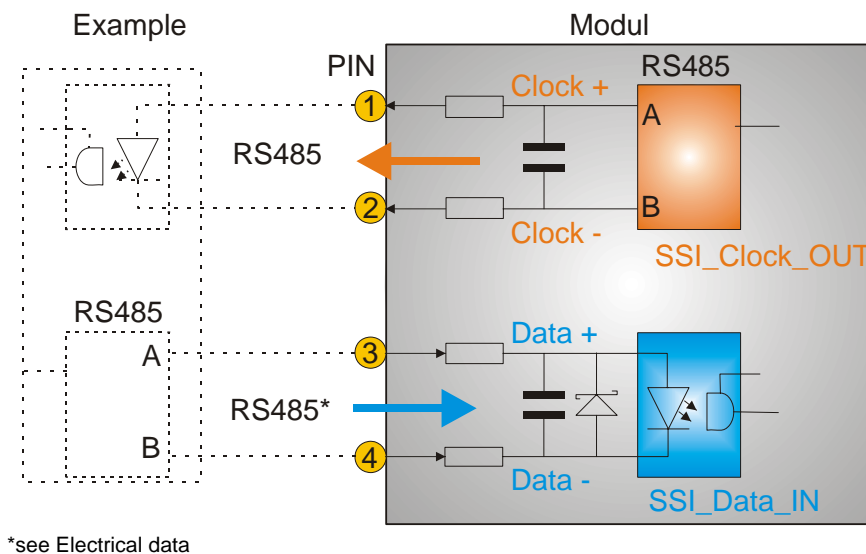 Example
Modul
PIN
RS485
Clock +
1
A
RS485
B
2
Clock -
SSI_Clock_OUT
RS485
A
3
Data +
RS485*
B
4
Data -
SSI_Data_IN
*see Electrical data